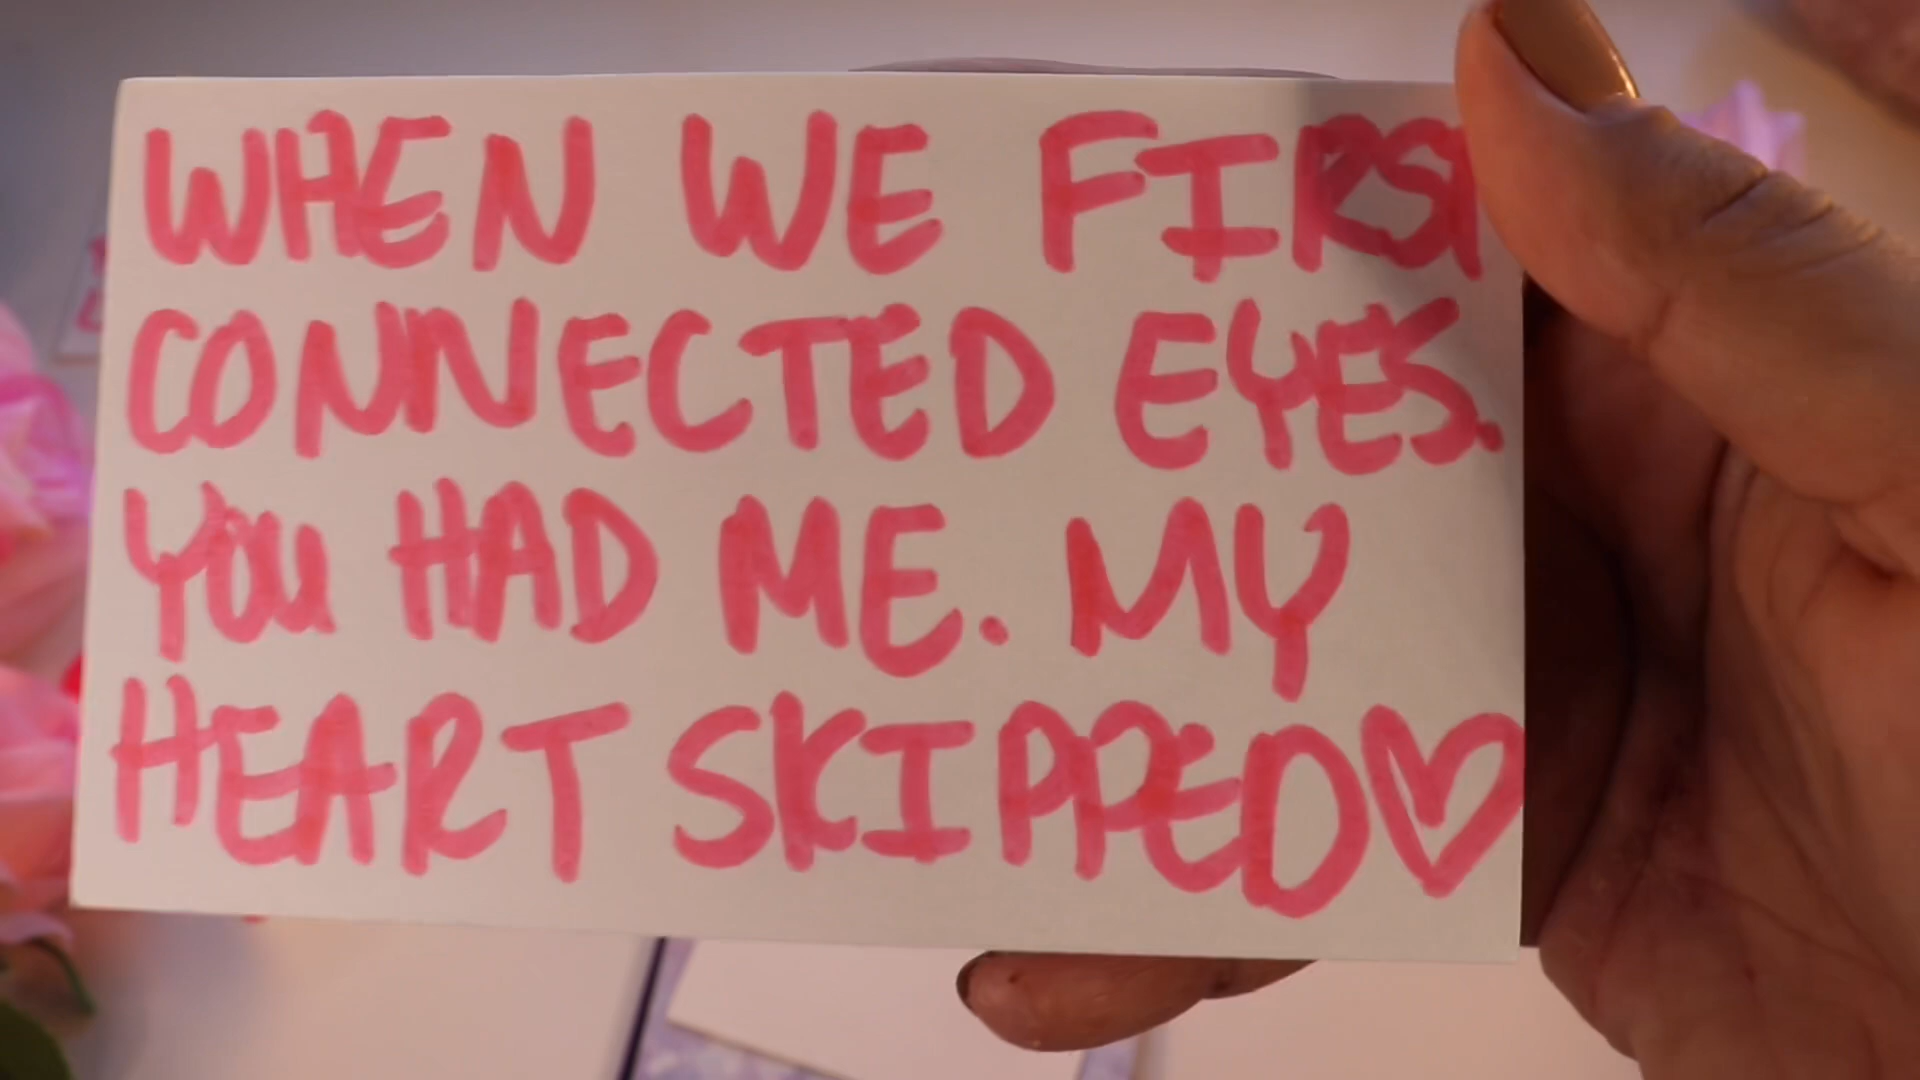 WHEN WE FIRST
CONNECTED EYES.
YOU HAD ME. MY
HEART SKIPPED♡